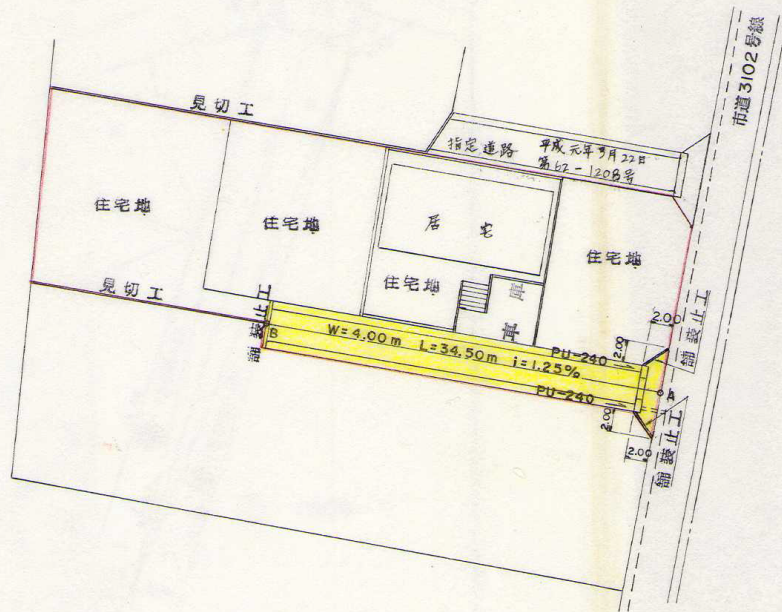 市道3102号線
見切工
指定道路 平成元年3月22日
第62-1208号
住宅地
住宅地
居宅
住宅地
住宅地
車庫
見切工
舗装止工
B
W=4.00m L=34.50m i=1.25%
PU-240
PU-240
2.00
2.00
舗装止工
A
2.00
2.00
舗装止工